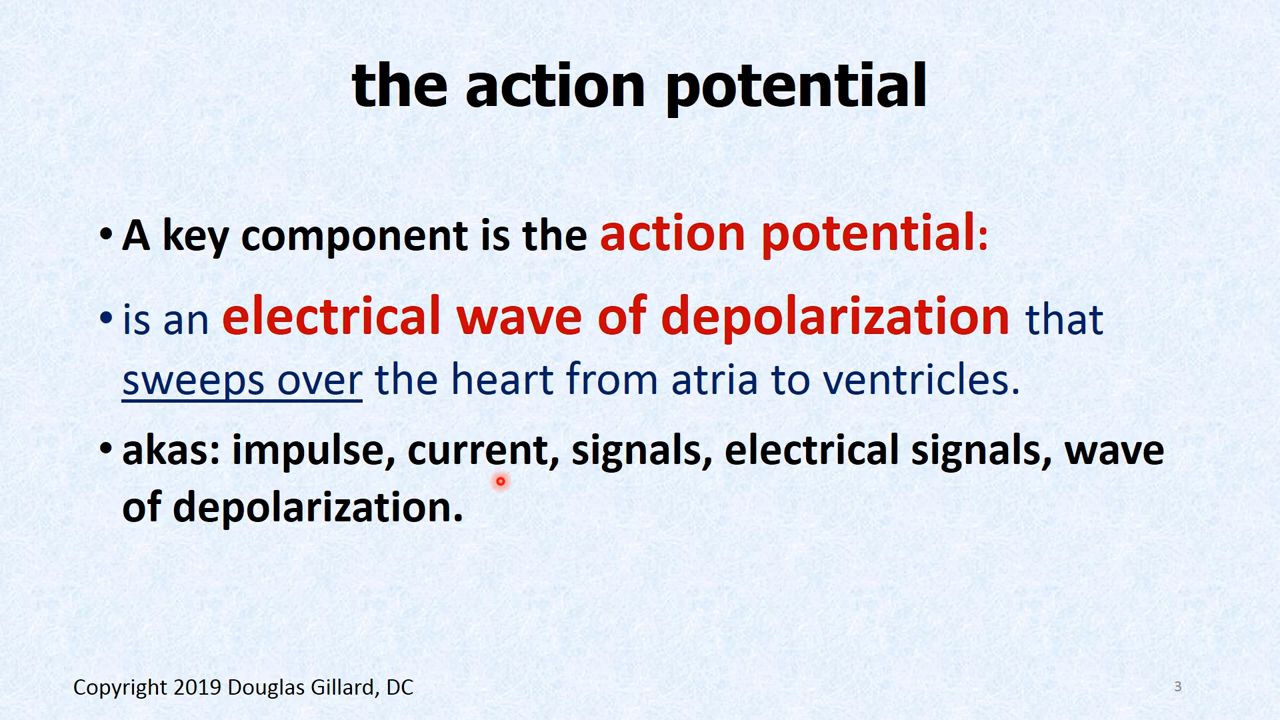 the action potential
• A key component is the action potential:
• is an electrical wave of depolarization that
sweeps over the heart from atria to ventricles.
• akas: impulse, current, signals, electrical signals, wave
of depolarization.
Copyright 2019 Douglas Gillard, DC
3